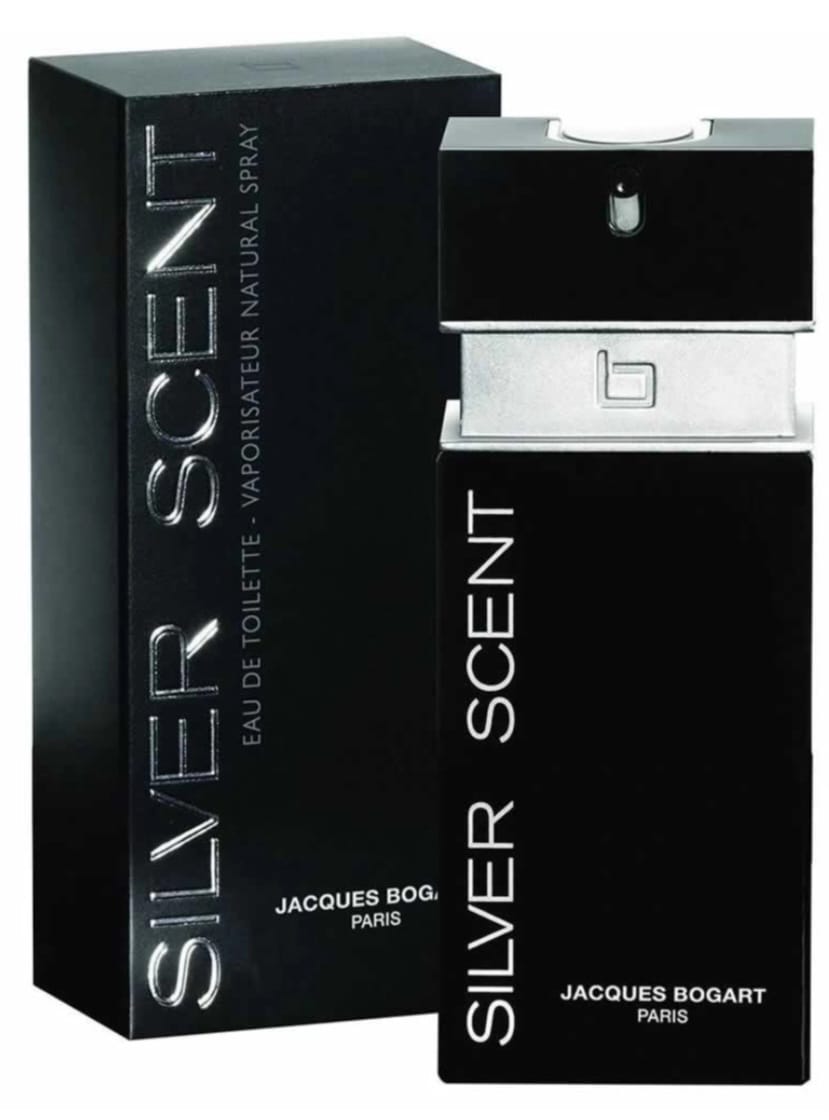 SILVER SCENT
EAU DE TOILETTE - VAPORISATEUR NATURAL SPRAY
JACQUES BOGA
PARIS
b
SILVER SCENT
JACQUES BOGART
PARIS